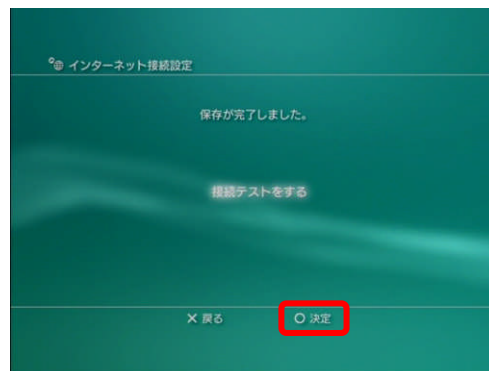 インターネット接続設定
保存が完了しました。
接続テストをする
✕ 戻る ○ 決定